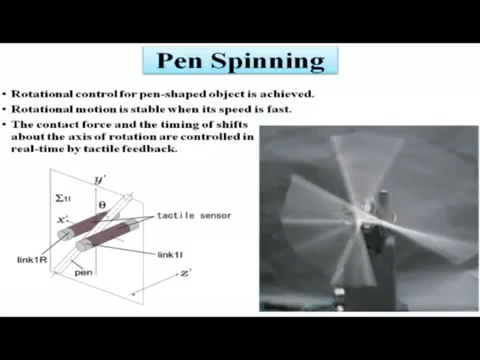 Pen Spinning
• Rotational control for pen-shaped object is achieved.
• Rotational motion is stable when its speed is fast.
• The contact force and the timing of shifts
about the axis of rotation are controlled in
real-time by tactile feedback.
y'
Σ1l
θ
x'
tactile sensor
link1R
link1l
pen
z'